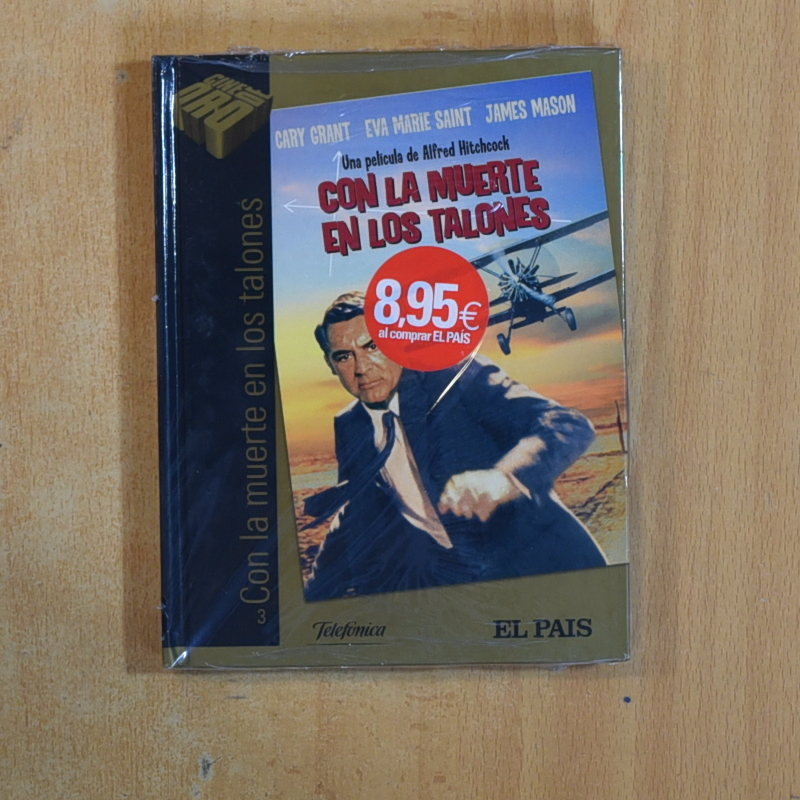 CINE DE ORO
CARY GRANT EVA MARIE SAINT JAMES MASON
Una película de Alfred Hitchcock
CON LA MUERTE
EN LOS TALONES
8,95€
al comprar EL PAÍS
3 Con la muerte en los talones
Telefónica
EL PAIS